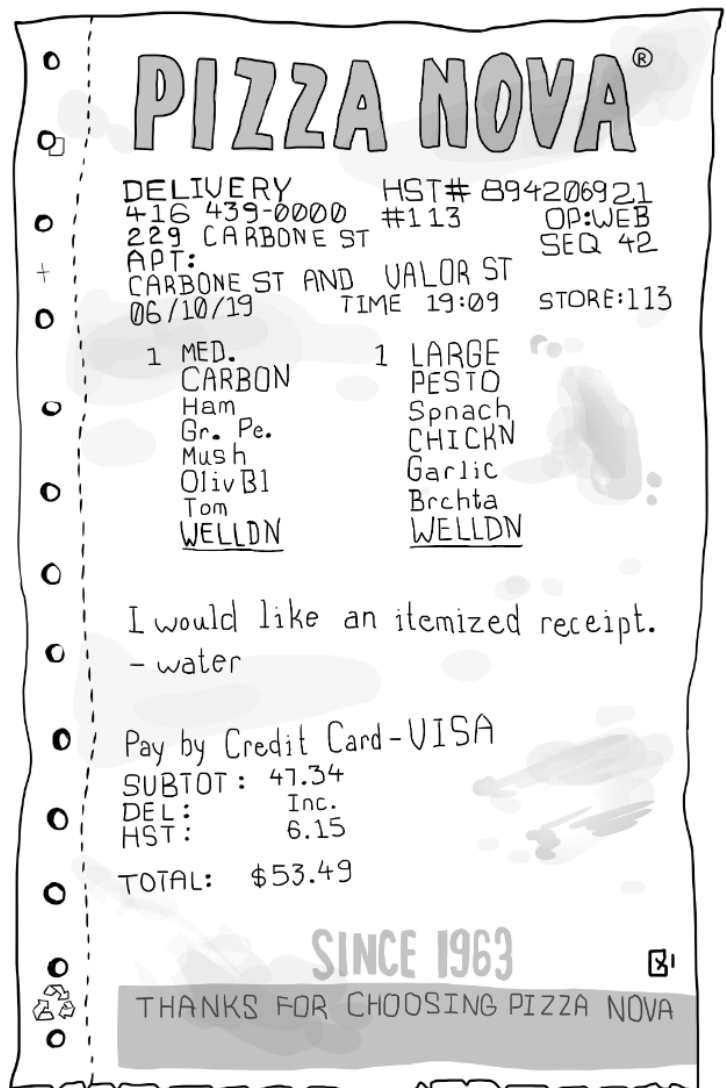 PIZZA NOVA®
DELIVERY HST# 894206921
416 439-0000 #113 OP:WEB
229 CARBONE ST SEQ 42
APT:
CARBONE ST AND VALOR ST
06/10/19 TIME 19:09 STORE:113
1 MED. 1 LARGE
CARBON PESTO
Ham Spnach
Gr. Pe. CHICKN
Mush Garlic
OlivBl Brchta
Tom WELLDN
WELLDN
I would like an itemized receipt.
- water
Pay by Credit Card-VISA
SUBTOT: 47.34
DEL: Inc.
HST: 6.15
TOTAL: $53.49
SINCE 1963
THANKS FOR CHOOSING PIZZA NOVA